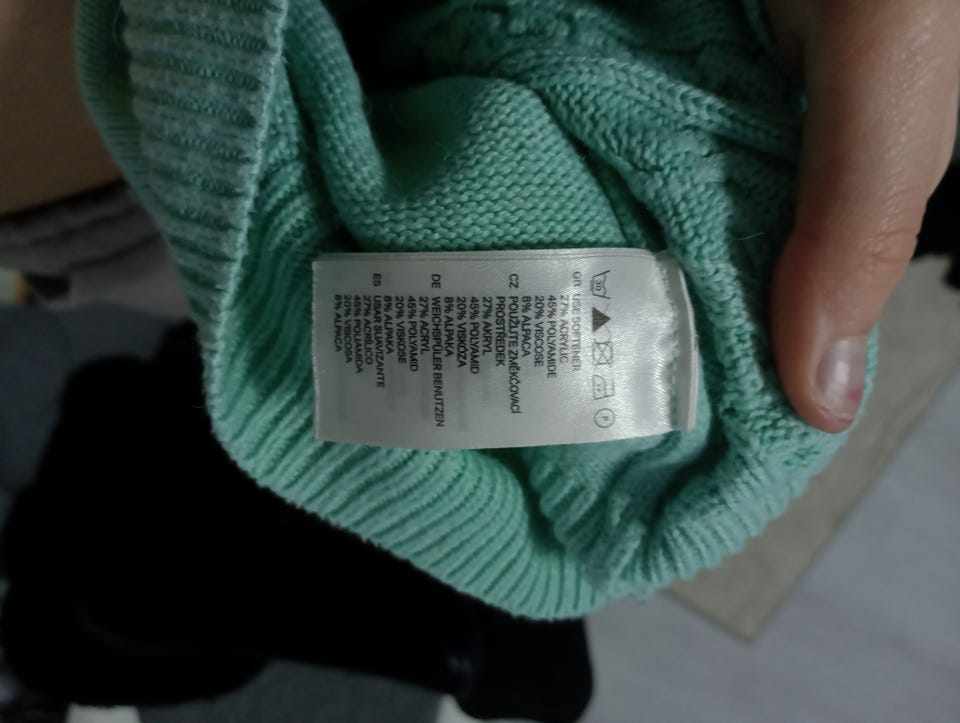 30
P
GB USE SOFTENER
27% ACRYLIC
45% POLYAMIDE
20% VISCOSE
8% ALPACA
CZ POUŽIJTE ZMĚKČOVACÍ
PROSTŘEDEK
27% AKRYL
45% POLYAMID
20% VISKÓZA
8% ALPAKA
DE WEICHSPÜLER BENUTZEN
27% ACRYL
45% POLYAMID
20% VISKOSE
8% ALPAKA
ES USAR SUAVIZANTE
27% ACRÍLICO
45% POLIAMIDA
20% VISCOSA
8% ALPACA